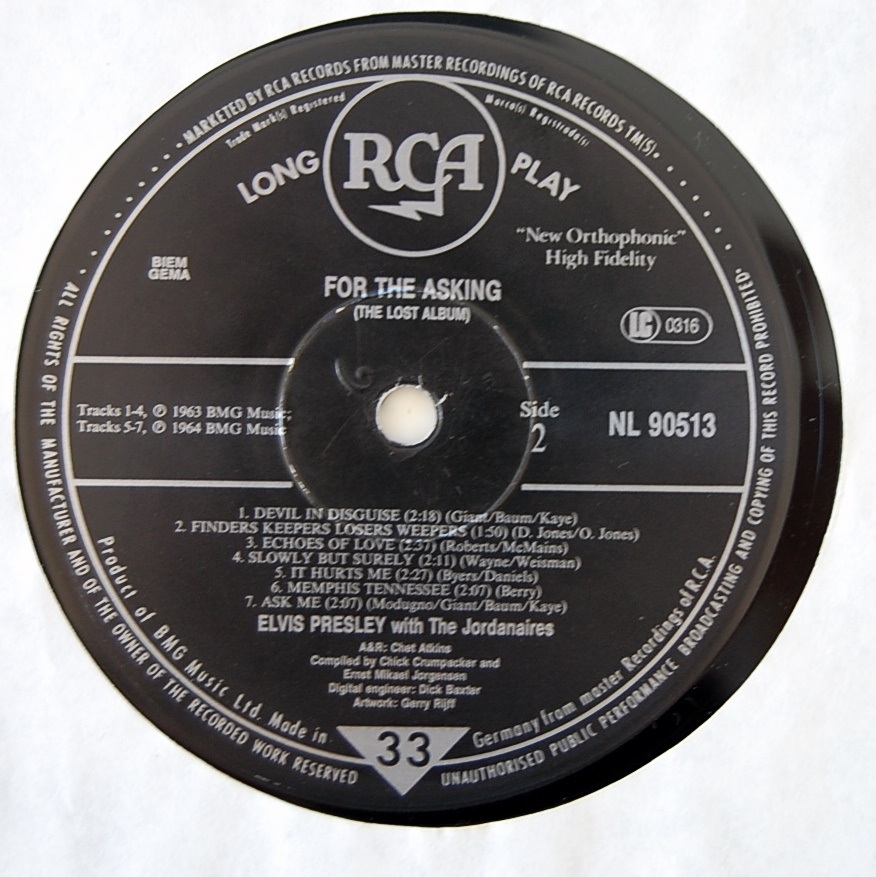 · MARKETED BY RCA RECORDS FROM MASTER RECORDINGS OF RCA RECORDS TM(S).
Trade Mark(s) Registered
Marca(s) Registrada(s)
LONG RCA PLAY
"New Orthophonic"
High Fidelity
BIEM
GEMA
FOR THE ASKING
(THE LOST ALBUM)
LC 0316
Tracks 1-4, ℗ 1963 BMG Music;
Tracks 5-7, ℗ 1964 BMG Music
Side
2
NL 90513
1. DEVIL IN DISGUISE (2:18) (Giant/Baum/Kaye)
2. FINDERS KEEPERS LOSERS WEEPERS (1:50) (D. Jones/O. Jones)
3. ECHOES OF LOVE (2:37) (Roberts/McMains)
4. SLOWLY BUT SURELY (2:11) (Wayne/Weisman)
5. IT HURTS ME (2:27) (Byers/Daniels)
6. MEMPHIS TENNESSEE (2:07) (Berry)
7. ASK ME (2:07) (Modugno/Giant/Baum/Kaye)
ELVIS PRESLEY with The Jordanaires
A&R: Chet Atkins
Compiled by Chick Crumpacker and
Ernst Mikael Jorgensen
Digital engineer: Dick Baxter
Artwork: Gerry Rijff
Product of BMG Music Ltd. Made in Germany from master Recordings of R.C.A.
33
ALL RIGHTS OF THE MANUFACTURER AND OF THE OWNER OF THE RECORDED WORK RESERVED
UNAUTHORISED PUBLIC PERFORMANCE BROADCASTING AND COPYING OF THIS RECORD PROHIBITED·